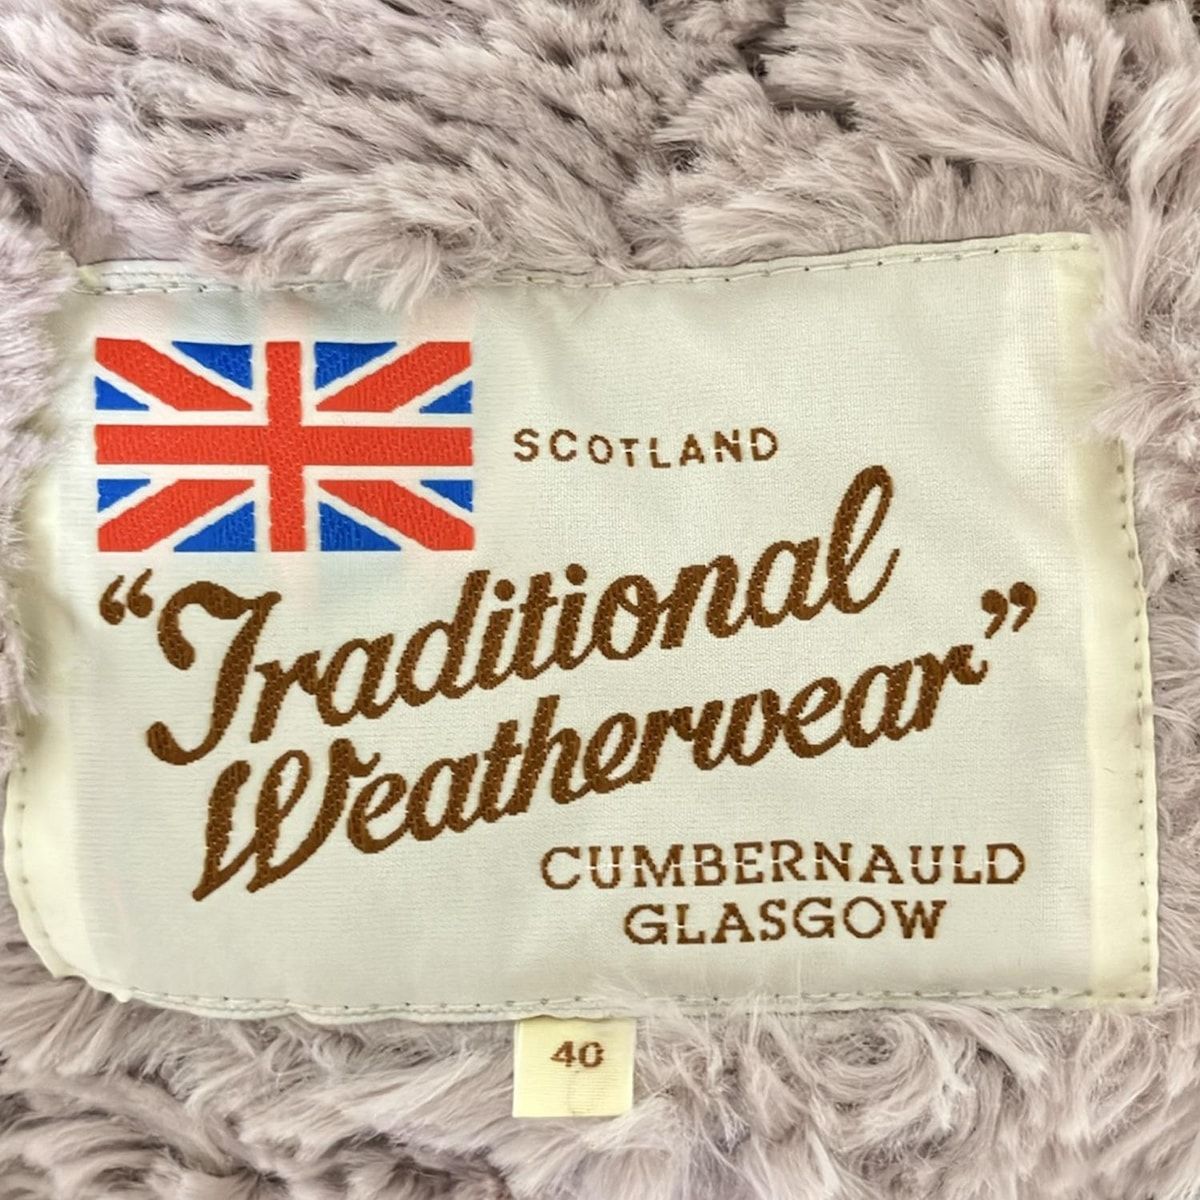 SCOTLAND
“Traditional
Weatherwear”
CUMBERNAULD
GLASGOW
40